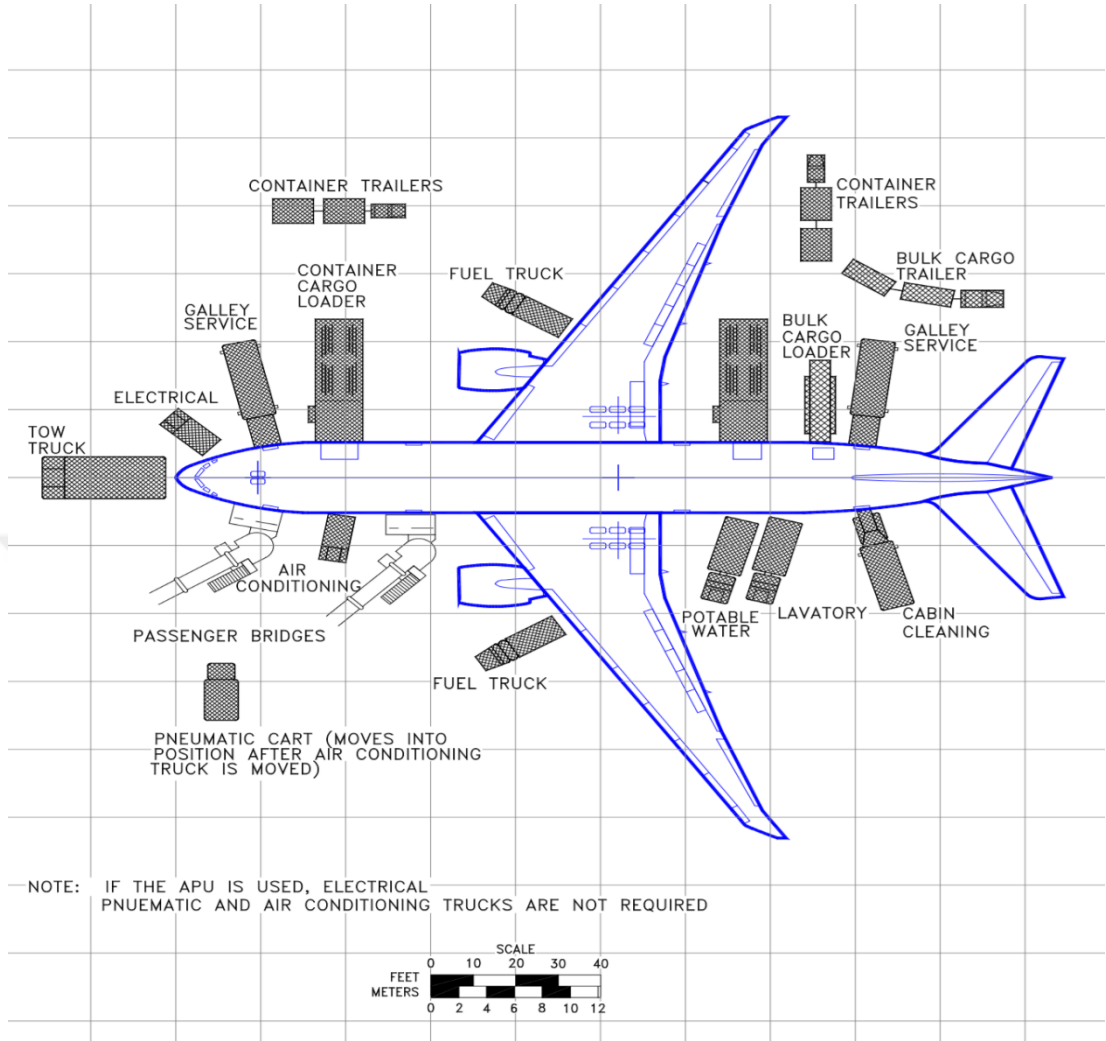 CONTAINER TRAILERS
CONTAINER
TRAILERS
BULK CARGO
TRAILER
CONTAINER
CARGO
LOADER
FUEL TRUCK
GALLEY
SERVICE
BULK
CARGO
LOADER
GALLEY
SERVICE
ELECTRICAL
TOW
TRUCK
AIR
CONDITIONING
PASSENGER BRIDGES
POTABLE
WATER
LAVATORY
CABIN
CLEANING
FUEL TRUCK
PNEUMATIC CART (MOVES INTO
POSITION AFTER AIR CONDITIONING
TRUCK IS MOVED)
NOTE: IF THE APU IS USED, ELECTRICAL
PNUEMATIC AND AIR CONDITIONING TRUCKS ARE NOT REQUIRED
SCALE
0 10 20 30 40
FEET
METERS
0 2 4 6 8 10 12